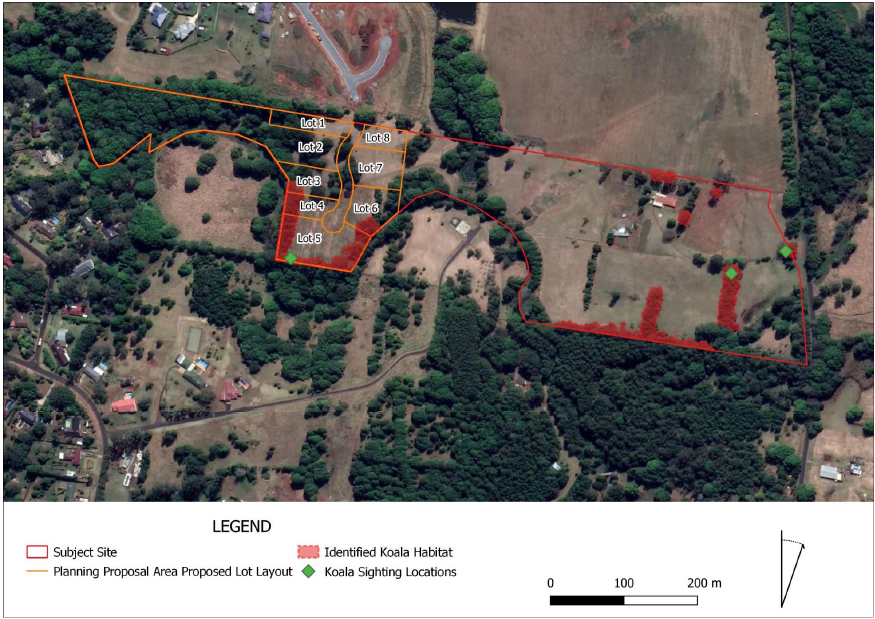 Lot 1
Lot 8
Lot 2
Lot 7
Lot 3
Lot 4
Lot 6
Lot 5
LEGEND
Subject Site
Identified Koala Habitat
Planning Proposal Area Proposed Lot Layout
Koala Sighting Locations
0 100 200 m